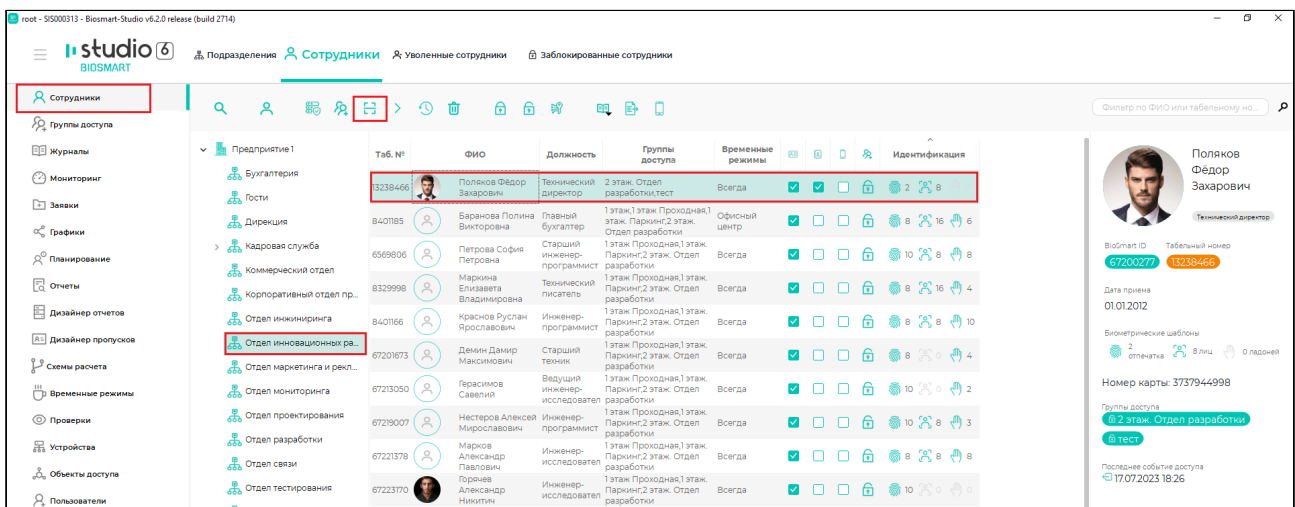 root - SIS000313 - Biosmart-Studio v6.2.0 release (build 2714)
studio 6
BIOSMART
Подразделения
Сотрудники
Уволенные сотрудники
Заблокированные сотрудники
Сотрудники
Группы доступа
Журналы
Мониторинг
Заявки
Графики
Планирование
Отчеты
Дизайнер отчетов
Дизайнер пропусков
Схемы расчета
Временные режимы
Проверки
Устройства
Объекты доступа
Пользователи
Фильтр по ФИО или табельному но...
Предприятие 1
Бухгалтерия
Гости
Дирекция
Кадровая служба
Коммерческий отдел
Корпоративный отдел пр...
Отдел инжиниринга
Отдел инновационных ра...
Отдел маркетинга и рекл...
Отдел мониторинга
Отдел проектирования
Отдел разработки
Отдел связи
Отдел тестирования
Таб. № ФИО Должность Группы доступа Временные режимы Идентификация
13238466 Поляков Фёдор Захарович Технический директор 2 этаж. Отдел разработки,тест Всегда 2 8
8401185 Баранова Полина Викторовна Главный бухгалтер 1 этаж,1 этаж Проходная,1 этаж. Паркинг,2 этаж. Отдел разработки Офисный центр 8 16 6
6569806 Петрова София Петровна Старший инженер-программист 1 этаж Проходная,1 этаж. Паркинг,2 этаж. Отдел разработки Всегда 10 8 8
8329998 Маркина Елизавета Владимировна Технический писатель 1 этаж Проходная,1 этаж. Паркинг,2 этаж. Отдел разработки Всегда 8 16 4
8401166 Краснов Руслан Ярославович Инженер-программист 1 этаж Проходная,1 этаж. Паркинг,2 этаж. Отдел разработки Всегда 8 8 10
67201673 Демин Дамир Максимович Старший техник 1 этаж Проходная,1 этаж. Паркинг,2 этаж. Отдел разработки Всегда 8 0 4
67213050 Герасимов Савелий Ведущий инженер-исследователь 1 этаж Проходная,1 этаж. Паркинг,2 этаж. Отдел разработки Всегда 10 0 2
67219007 Нестеров Алексей Мирославович Инженер-программист 1 этаж Проходная,1 этаж. Паркинг,2 этаж. Отдел разработки Всегда 10 8 3
67221378 Марков Александр Павлович Инженер-исследовател 1 этаж Проходная,1 этаж. Паркинг,2 этаж. Отдел разработки Всегда 8 8 8
67223170 Горячев Александр Никитич Инженер-исследовател 1 этаж Проходная,1 этаж. Паркинг,2 этаж. Отдел разработки Всегда 10 0 0
Поляков
Фёдор
Захарович
Технический директор
BioSmart ID Табельный номер
67200277 13238466
Дата приема
01.01.2012
Биометрические шаблоны
2 отпечатка 8 лиц 0 ладоней
Номер карты: 3737944998
Группы доступа
2 этаж. Отдел разработки
тест
Последнее событие доступа
17.07.2023 18:26